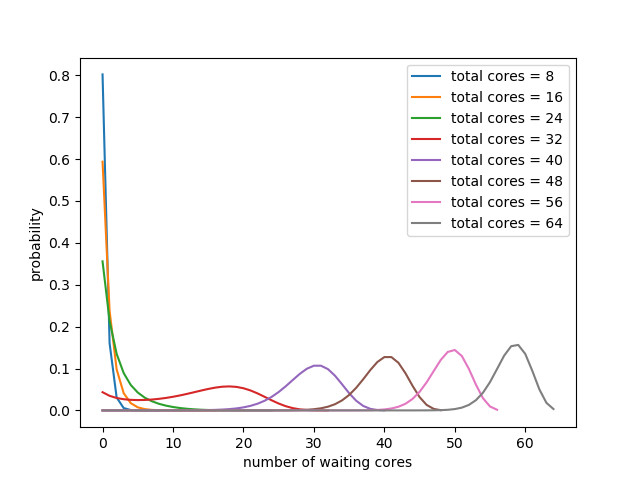 0.8
0.7
0.6
0.5
0.4
0.3
0.2
0.1
0.0
probability
0 10 20 30 40 50 60
number of waiting cores
total cores = 8
total cores = 16
total cores = 24
total cores = 32
total cores = 40
total cores = 48
total cores = 56
total cores = 64